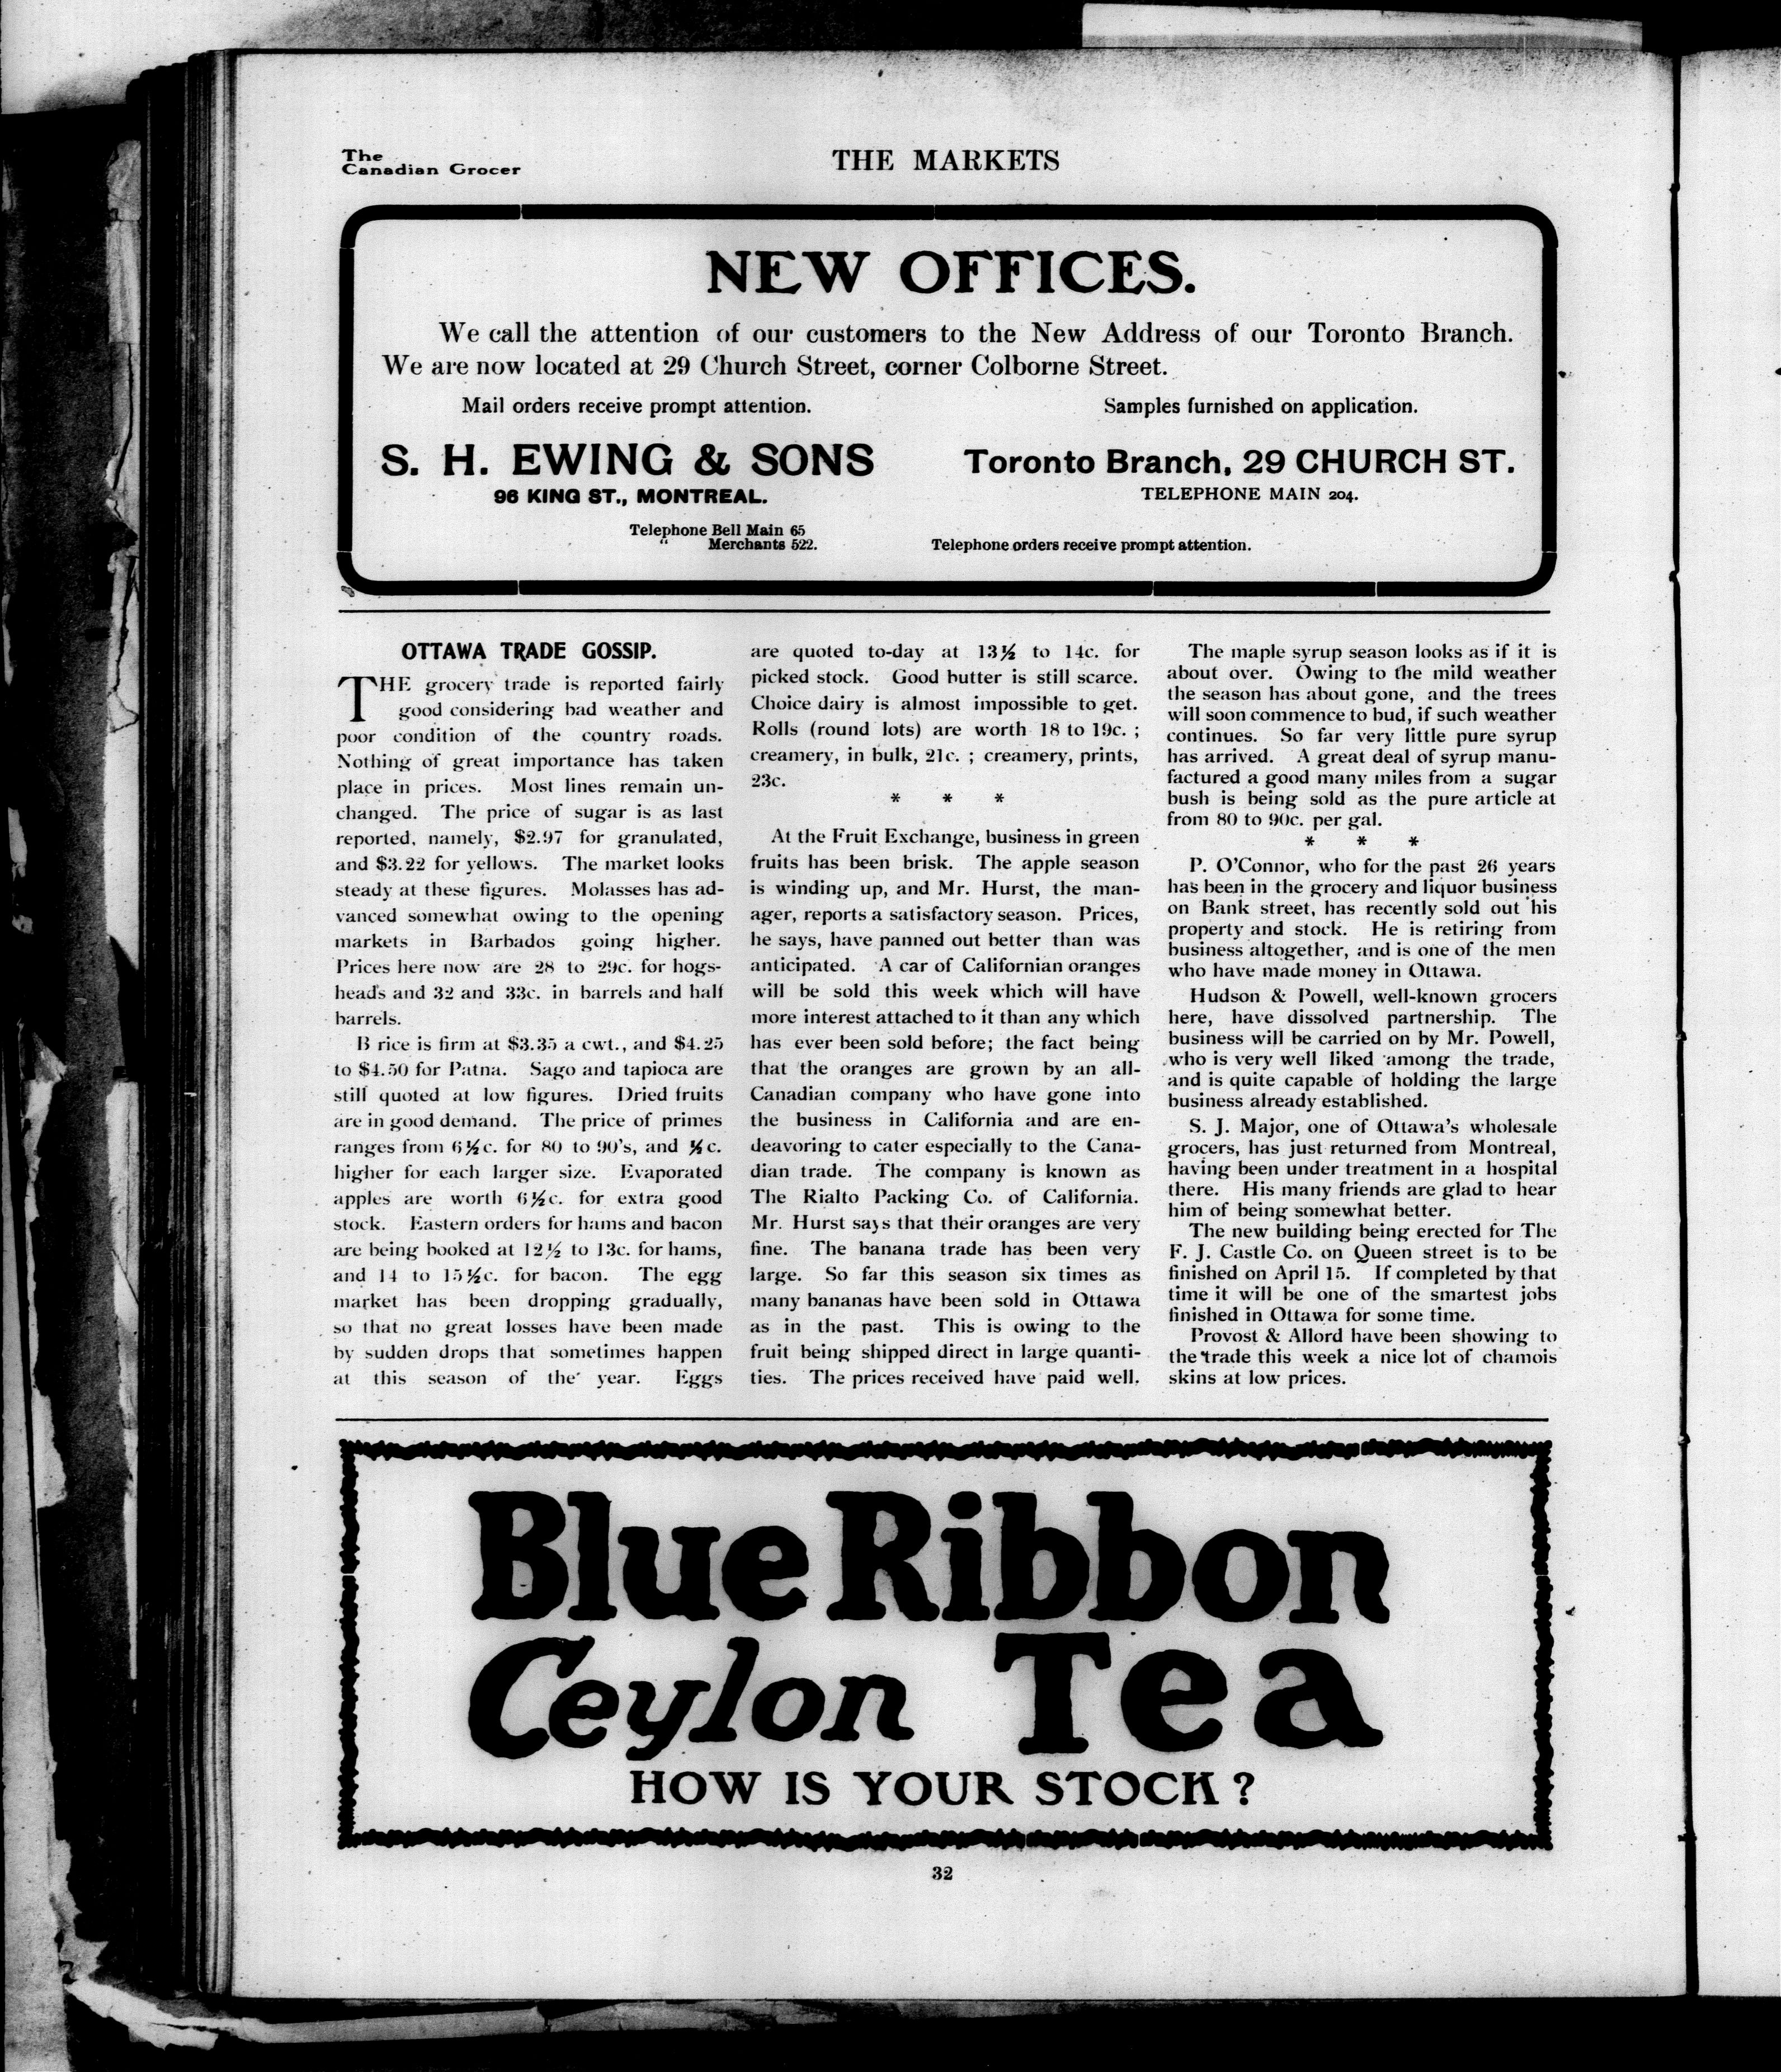 The
Canadian Grocer
THE MARKETS
NEW OFFICES.
We call the attention of our customers to the New Address of our Toronto Branch.
We are now located at 29 Church Street, corner Colborne Street.
Mail orders receive prompt attention.
Samples furnished on application.
S. H. EWING & SONS
96 KING ST., MONTREAL.
Toronto Branch, 29 CHURCH ST.
TELEPHONE MAIN 204.
Telephone Bell Main 65
" Merchants 522.
Telephone orders receive prompt attention.
OTTAWA TRADE GOSSIP.
THE grocery trade is reported fairly
good considering bad weather and
poor condition of the country roads.
Nothing of great importance has taken
place in prices. Most lines remain un-
changed. The price of sugar is as last
reported, namely, $2.97 for granulated,
and $3.22 for yellows. The market looks
steady at these figures. Molasses has ad-
vanced somewhat owing to the opening
markets in Barbados going higher.
Prices here now are 28 to 29c. for hogs-
heads and 32 and 33c. in barrels and half
barrels.
B rice is firm at $3.35 a cwt., and $4.25
to $4.50 for Patna. Sago and tapioca are
still quoted at low figures. Dried fruits
are in good demand. The price of primes
ranges from 6½c. for 80 to 90's, and ½c.
higher for each larger size. Evaporated
apples are worth 6½c. for extra good
stock. Eastern orders for hams and bacon
are being booked at 12½ to 13c. for hams,
and 14 to 15½c. for bacon. The egg
market has been dropping gradually,
so that no great losses have been made
by sudden drops that sometimes happen
at this season of the year. Eggs
are quoted to-day at 13½ to 14c. for
picked stock. Good butter is still scarce.
Choice dairy is almost impossible to get.
Rolls (round lots) are worth 18 to 19c. ;
creamery, in bulk, 21c. ; creamery, prints,
23c.
* * *
At the Fruit Exchange, business in green
fruits has been brisk. The apple season
is winding up, and Mr. Hurst, the man-
ager, reports a satisfactory season. Prices,
he says, have panned out better than was
anticipated. A car of Californian oranges
will be sold this week which will have
more interest attached to it than any which
has ever been sold before; the fact being
that the oranges are grown by an all-
Canadian company who have gone into
the business in California and are en-
deavoring to cater especially to the Cana-
dian trade. The company is known as
The Rialto Packing Co. of California.
Mr. Hurst says that their oranges are very
fine. The banana trade has been very
large. So far this season six times as
many bananas have been sold in Ottawa
as in the past. This is owing to the
fruit being shipped direct in large quanti-
ties. The prices received have paid well.
The maple syrup season looks as if it is
about over. Owing to the mild weather
the season has about gone, and the trees
will soon commence to bud, if such weather
continues. So far very little pure syrup
has arrived. A great deal of syrup manu-
factured a good many miles from a sugar
bush is being sold as the pure article at
from 80 to 90c. per gal.
* * *
P. O'Connor, who for the past 26 years
has been in the grocery and liquor business
on Bank street, has recently sold out his
property and stock. He is retiring from
business altogether, and is one of the men
who have made money in Ottawa.
Hudson & Powell, well-known grocers
here, have dissolved partnership. The
business will be carried on by Mr. Powell,
who is very well liked among the trade,
and is quite capable of holding the large
business already established.
S. J. Major, one of Ottawa's wholesale
grocers, has just returned from Montreal,
having been under treatment in a hospital
there. His many friends are glad to hear
him of being somewhat better.
The new building being erected for The
F. J. Castle Co. on Queen street is to be
finished on April 15. If completed by that
time it will be one of the smartest jobs
finished in Ottawa for some time.
Provost & Allord have been showing to
the trade this week a nice lot of chamois
skins at low prices.
Blue Ribbon
Ceylon Tea
HOW IS YOUR STOCK?
32